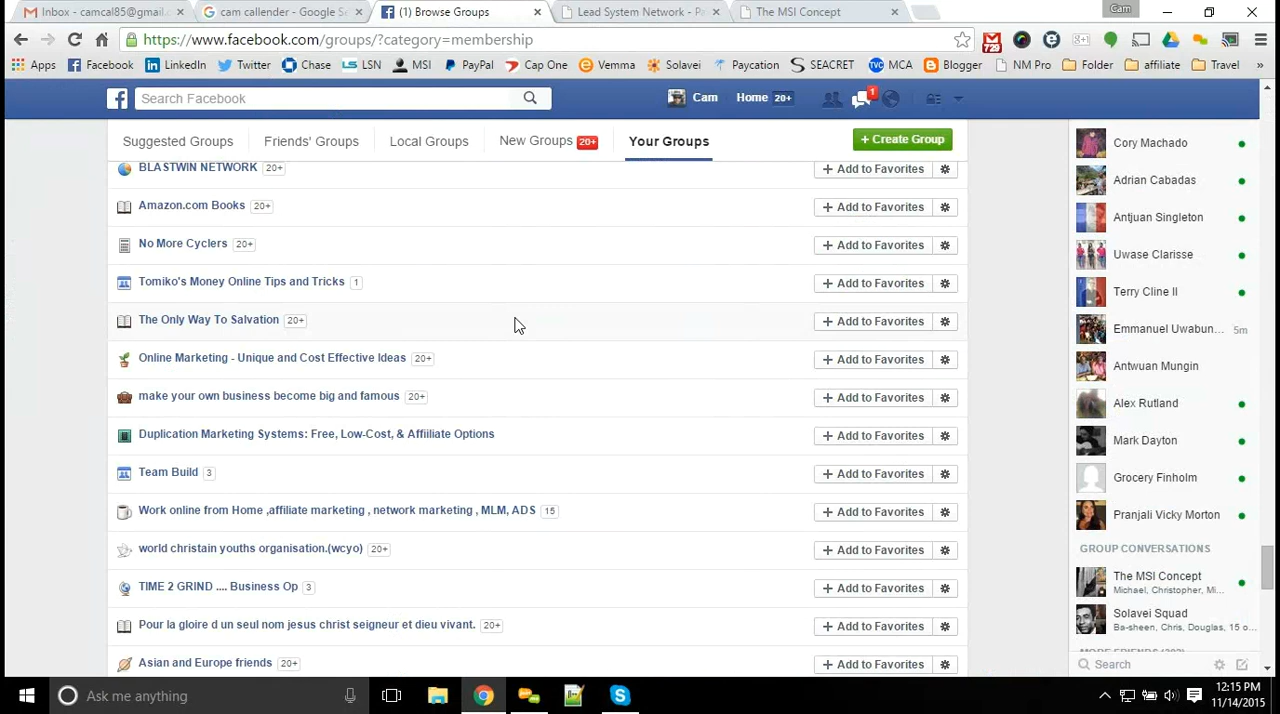 Inbox - camcal85@gmail.
cam callender - Google S
(1) Browse Groups
Lead System Network - Pa
The MSI Concept
Cam
https://www.facebook.com/groups/?category=membership
725
Apps
Facebook
LinkedIn
Twitter
Chase
LSN
MSI
PayPal
Cap One
Vemma
Solavei
Paycation
SEACRET
MCA
Blogger
NM Pro
Folder
affiliate
Travel
»
Search Facebook
Cam
Home 20+
1
Suggested Groups
Friends' Groups
Local Groups
New Groups 20+
Your Groups
+ Create Group
BLASTWIN NETWORK 20+
+ Add to Favorites
Amazon.com Books 20+
+ Add to Favorites
No More Cyclers 20+
+ Add to Favorites
Tomiko's Money Online Tips and Tricks 1
+ Add to Favorites
The Only Way To Salvation 20+
+ Add to Favorites
Online Marketing - Unique and Cost Effective Ideas 20+
+ Add to Favorites
make your own business become big and famous 20+
+ Add to Favorites
Duplication Marketing Systems: Free, Low-Cost, & Affiiliate Options
+ Add to Favorites
Team Build 3
+ Add to Favorites
Work online from Home ,affiliate marketing , network marketing , MLM, ADS 15
+ Add to Favorites
world christain youths organisation.(wcyo) 20+
+ Add to Favorites
TIME 2 GRIND .... Business Op 3
+ Add to Favorites
Pour la gloire d un seul nom jesus christ seigneur et dieu vivant. 20+
+ Add to Favorites
Asian and Europe friends 20+
+ Add to Favorites
Cory Machado
Adrian Cabadas
Antjuan Singleton
Uwase Clarisse
Terry Cline II
Emmanuel Uwabun... 5m
Antwuan Mungin
Alex Rutland
Mark Dayton
Grocery Finholm
Pranjali Vicky Morton
GROUP CONVERSATIONS
The MSI Concept
Michael, Christopher, Mi...
Solavei Squad
Ba-sheen, Chris, Douglas, 15 o...
Search
Ask me anything
12:15 PM
11/14/2015